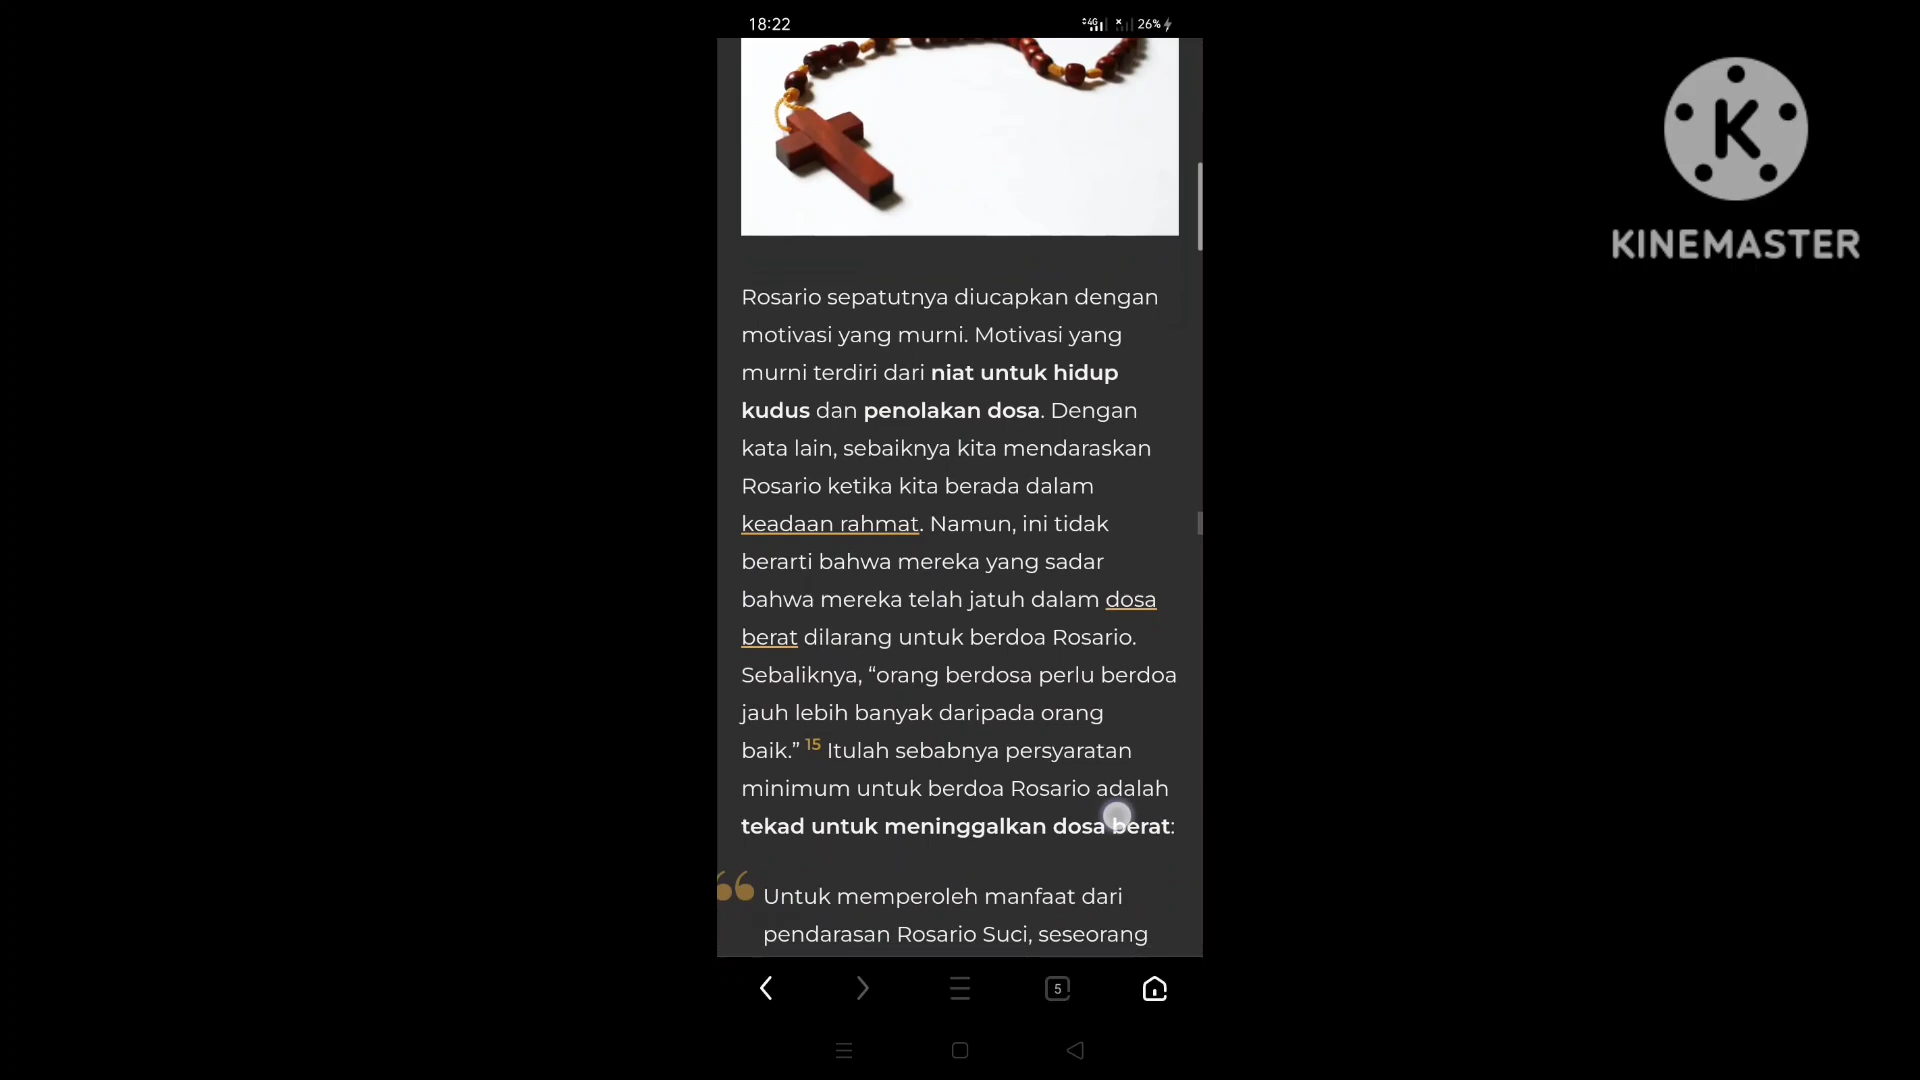 18:22
4G
26%
K
KINEMASTER
Rosario sepatutnya diucapkan dengan
motivasi yang murni. Motivasi yang
murni terdiri dari niat untuk hidup
kudus dan penolakan dosa. Dengan
kata lain, sebaiknya kita mendaraskan
Rosario ketika kita berada dalam
keadaan rahmat. Namun, ini tidak
berarti bahwa mereka yang sadar
bahwa mereka telah jatuh dalam dosa
berat dilarang untuk berdoa Rosario.
Sebaliknya, “orang berdosa perlu berdoa
jauh lebih banyak daripada orang
baik.” 15 Itulah sebabnya persyaratan
minimum untuk berdoa Rosario adalah
tekad untuk meninggalkan dosa berat:
“ Untuk memperoleh manfaat dari
pendarasan Rosario Suci, seseorang
5